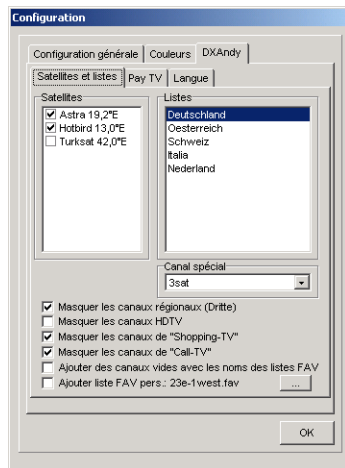 Configuration
Configuration générale Couleurs DXAndy
Satellites et listes Pay TV Langue
Satellites
Astra 19,2°E
Hotbird 13,0°E
Turksat 42,0°E
Listes
Deutschland
Oesterreich
Schweiz
Italia
Nederland
Canal spécial
3sat
Masquer les canaux régionaux (Dritte)
Masquer les canaux HDTV
Masquer les canaux de "Shopping-TV"
Masquer les canaux de "Call-TV"
Ajouter des canaux vides avec les noms des listes FAV
Ajouter liste FAV pers.: 23e-1west.fav ...
OK